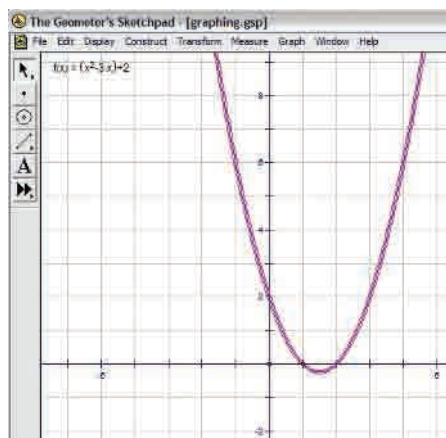 The Geometer's Sketchpad - [graphing.gsp]
File Edit Display Construct Transform Measure Graph Window Help
f(x) = (x²-3x)+2
A
8
6
4
2
-5
5
-2